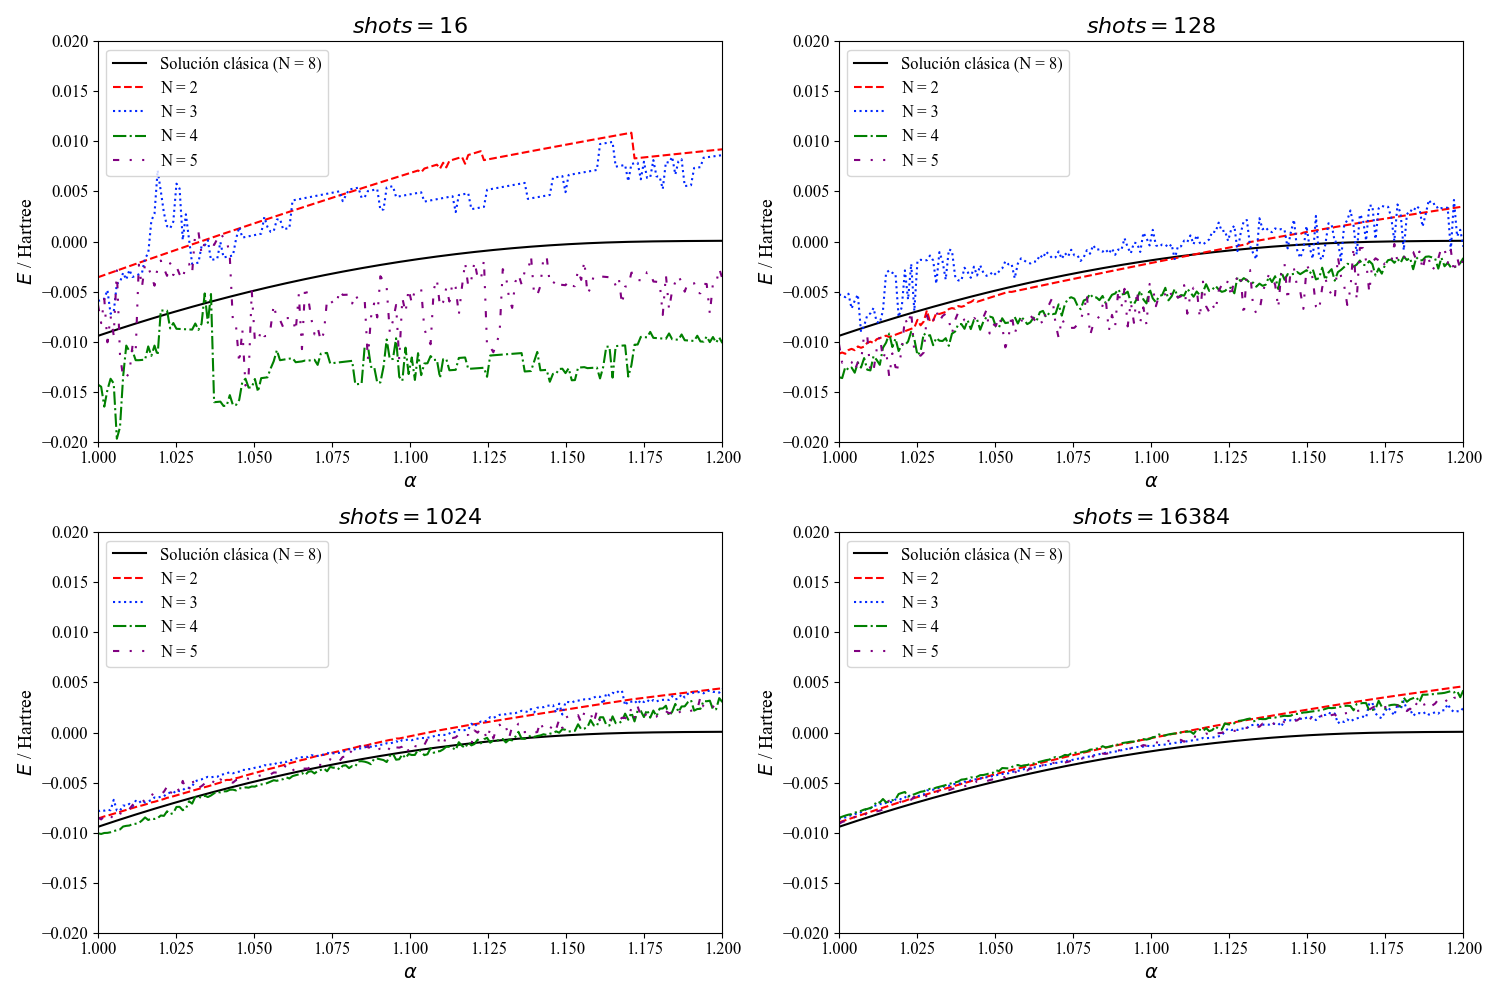 shots = 16
0.020
0.015
0.010
0.005
0.000
−0.005
−0.010
−0.015
−0.020
E / Hartree
Solución clásica (N = 8)
N = 2
N = 3
N = 4
N = 5
1.000 1.025 1.050 1.075 1.100 1.125 1.150 1.175 1.200
α
shots = 128
0.020
0.015
0.010
0.005
0.000
−0.005
−0.010
−0.015
−0.020
E / Hartree
Solución clásica (N = 8)
N = 2
N = 3
N = 4
N = 5
1.000 1.025 1.050 1.075 1.100 1.125 1.150 1.175 1.200
α
shots = 1024
0.020
0.015
0.010
0.005
0.000
−0.005
−0.010
−0.015
−0.020
E / Hartree
Solución clásica (N = 8)
N = 2
N = 3
N = 4
N = 5
1.000 1.025 1.050 1.075 1.100 1.125 1.150 1.175 1.200
α
shots = 16384
0.020
0.015
0.010
0.005
0.000
−0.005
−0.010
−0.015
−0.020
E / Hartree
Solución clásica (N = 8)
N = 2
N = 3
N = 4
N = 5
1.000 1.025 1.050 1.075 1.100 1.125 1.150 1.175 1.200
α